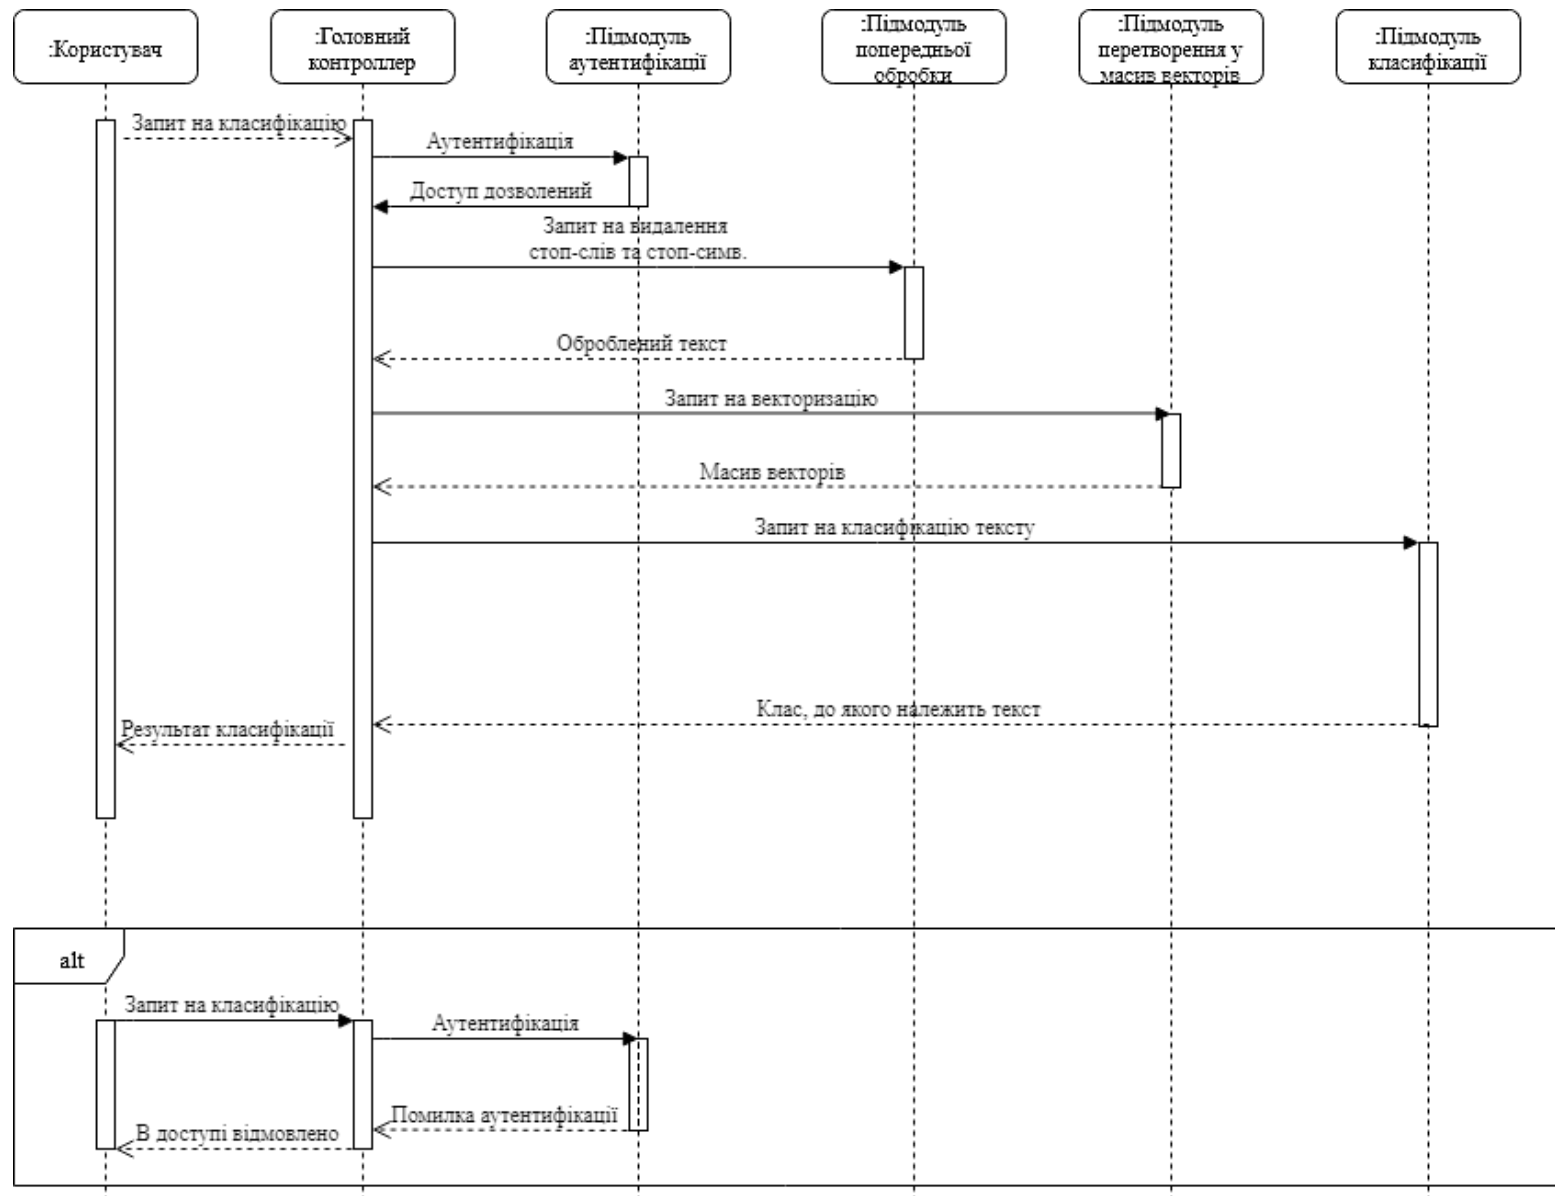 :Користувач
:Головний
контроллер
:Підмодуль
аутентифікації
:Підмодуль
попередньої
обробки
:Підмодуль
перетворення у
масив векторів
:Підмодуль
класифікації
Запит на класифікацію
Аутентифікація
Доступ дозволений
Запит на видалення
стоп-слів та стоп-симв.
Оброблений текст
Запит на векторизацію
Масив векторів
Запит на класифікацію тексту
Клас, до якого належить текст
Результат класифікації
alt
Запит на класифікацію
Аутентифікація
Помилка аутентифікації
В доступі відмовлено